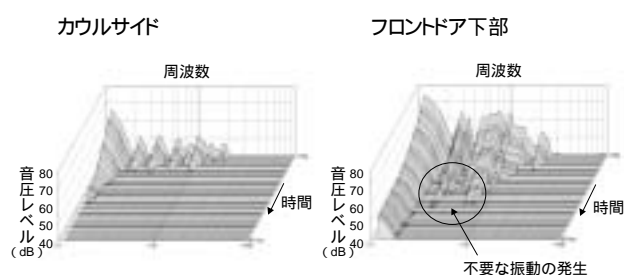 カウルサイド
周波数
音圧レベル
(dB)
80
70
60
50
40
時間
フロントドア下部
周波数
音圧レベル
(dB)
80
70
60
50
40
時間
不要な振動の発生